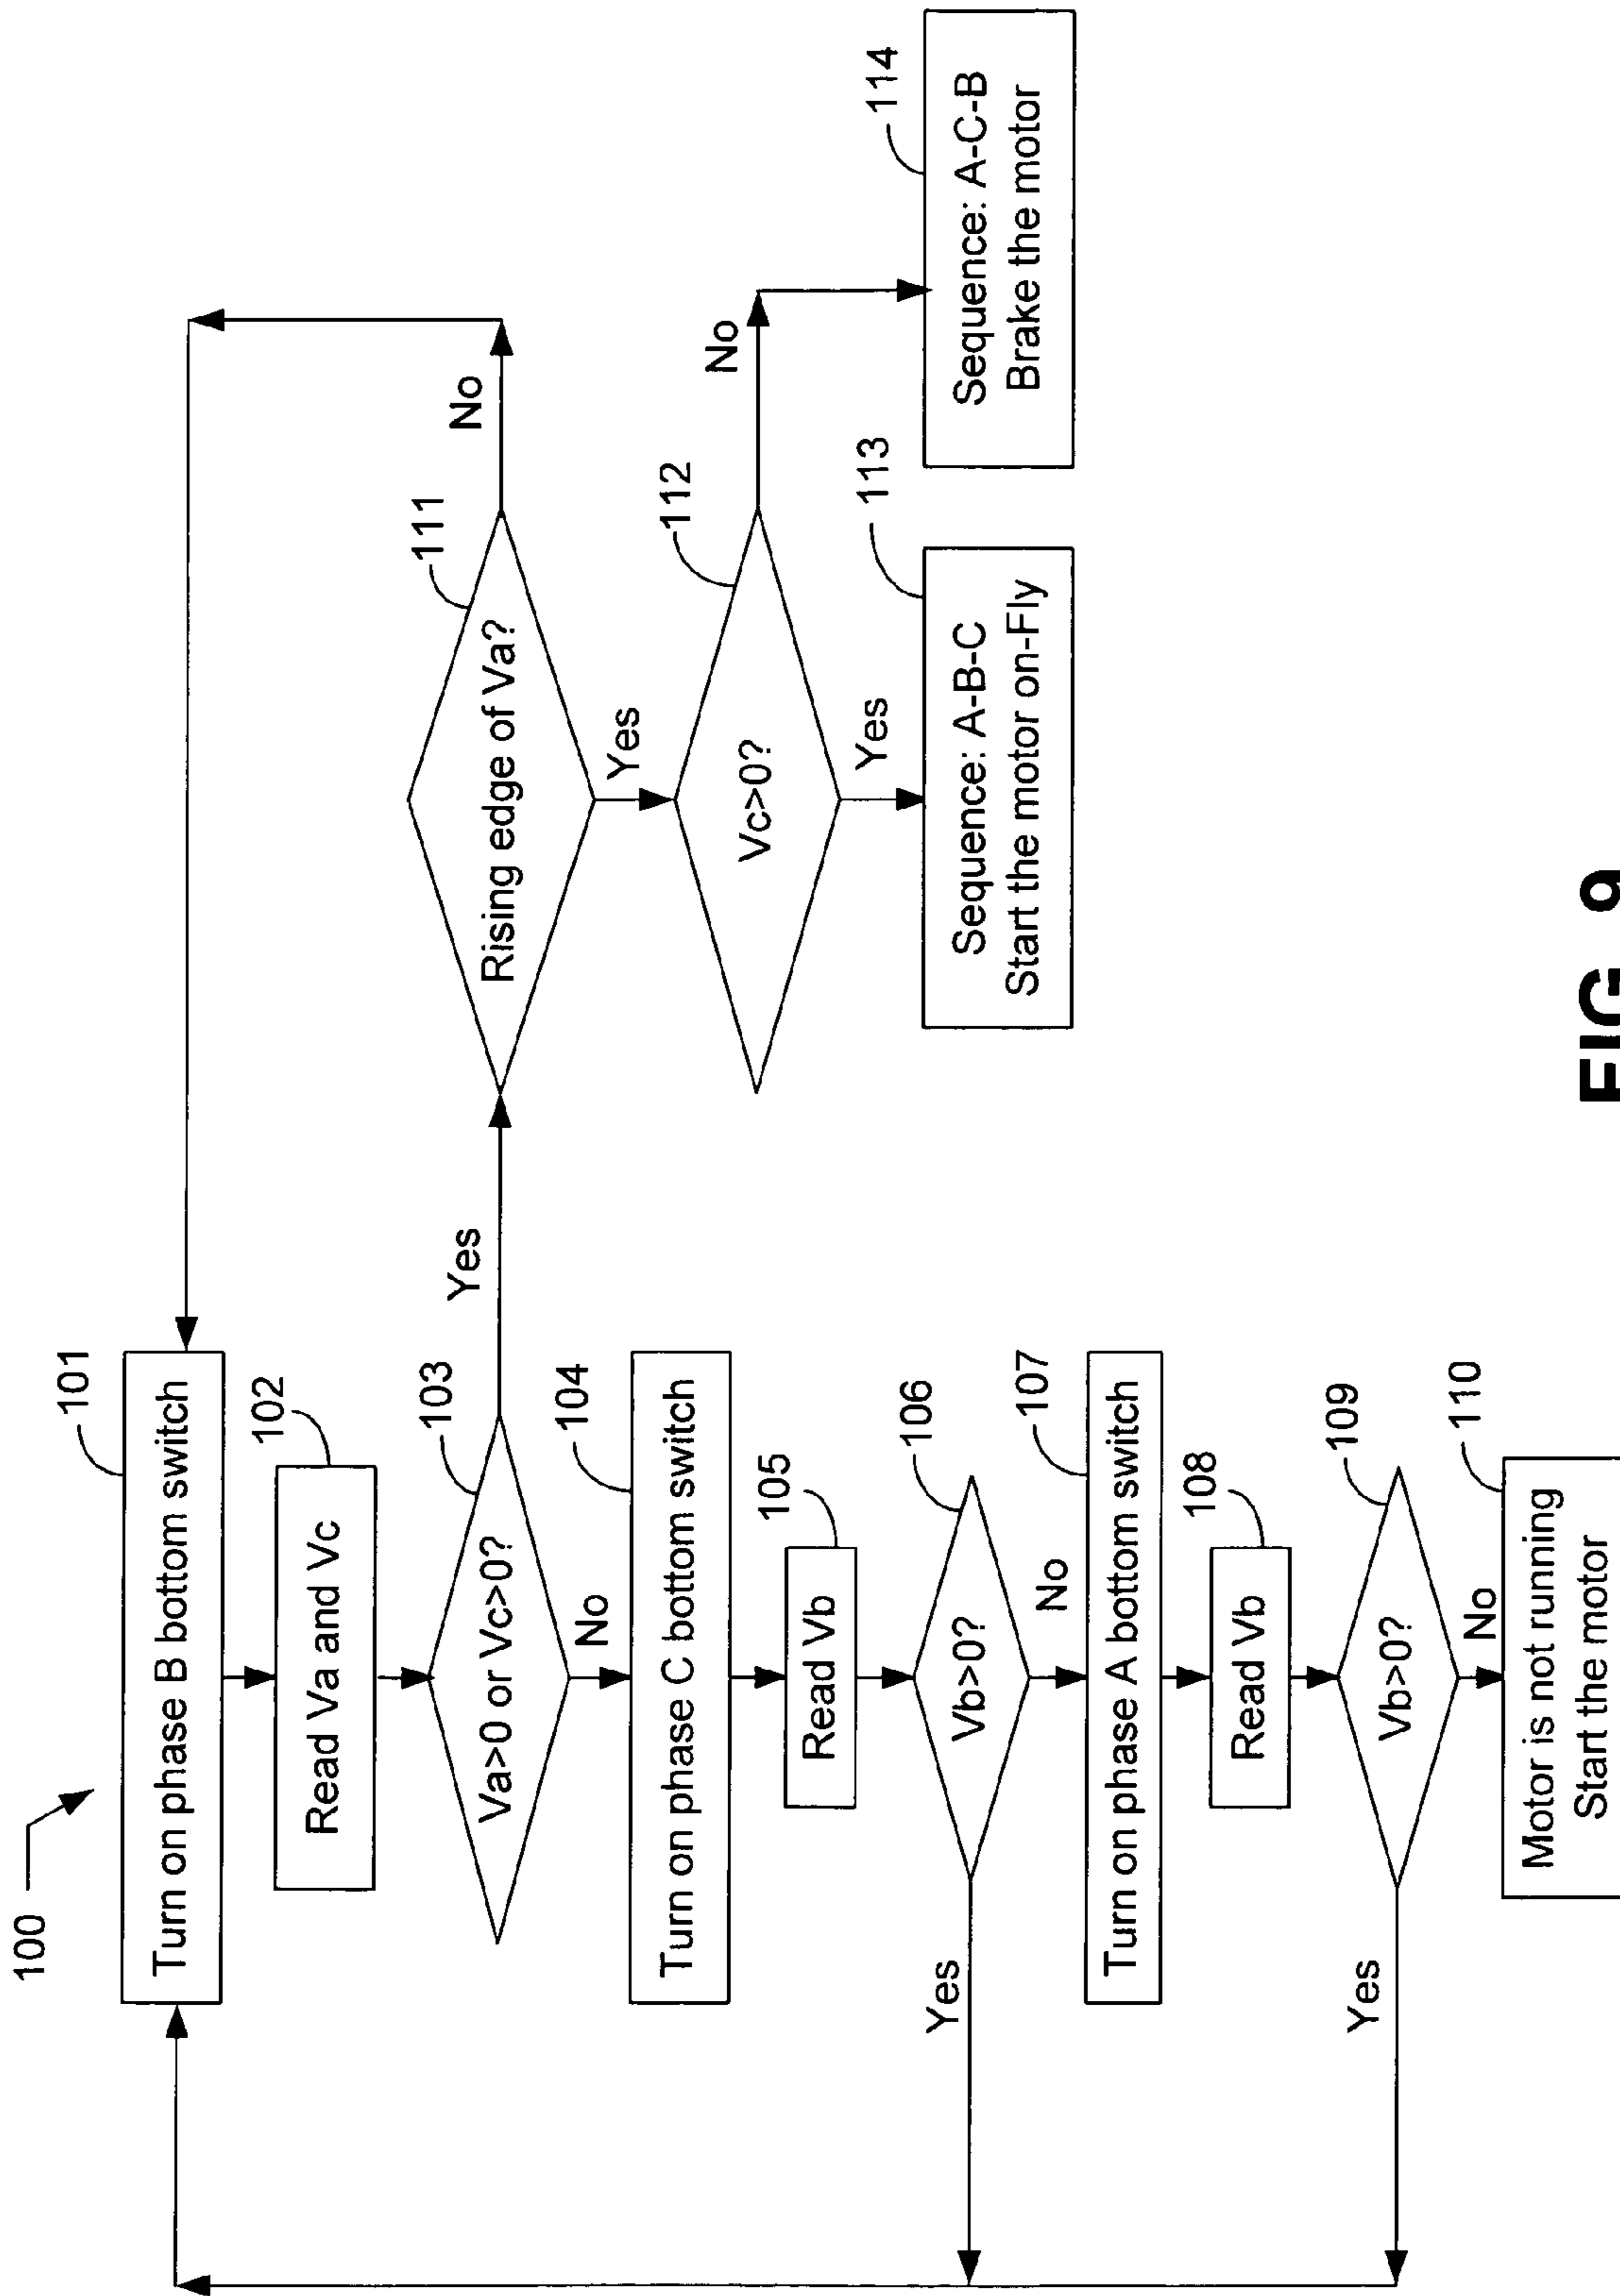 100
101
Turn on phase B bottom switch
102
Read Va and Vc
103
Va>0 or Vc>0?
Yes
No
104
Turn on phase C bottom switch
105
Read Vb
106
Vb>0?
Yes
No
107
Turn on phase A bottom switch
108
Read Vb
109
Vb>0?
Yes
No
110
Motor is not running
Start the motor
111
Rising edge of Va?
No
Yes
112
Vc>0?
No
Yes
113
Sequence: A-B-C
Start the motor on-Fly
114
Sequence: A-C-B
Brake the motor
FIG. 9